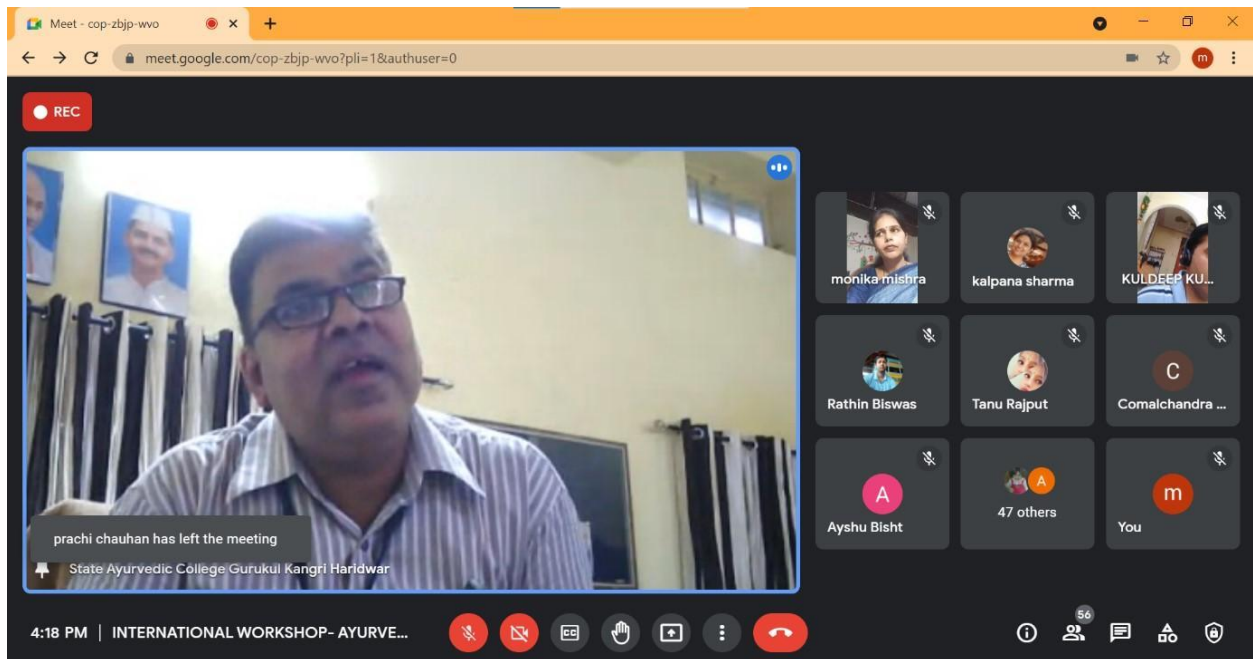 Meet - cop-zbjp-wvo
meet.google.com/cop-zbjp-wvo?pli=1&authuser=0
m
REC
monika mishra
kalpana sharma
KULDEEP KU...
Rathin Biswas
Tanu Rajput
C
Comalchandra ...
A
Ayshu Bisht
A
47 others
m
You
prachi chauhan has left the meeting
State Ayurvedic College Gurukul Kangri Haridwar
4:18 PM | INTERNATIONAL WORKSHOP- AYURVE...
CC
56